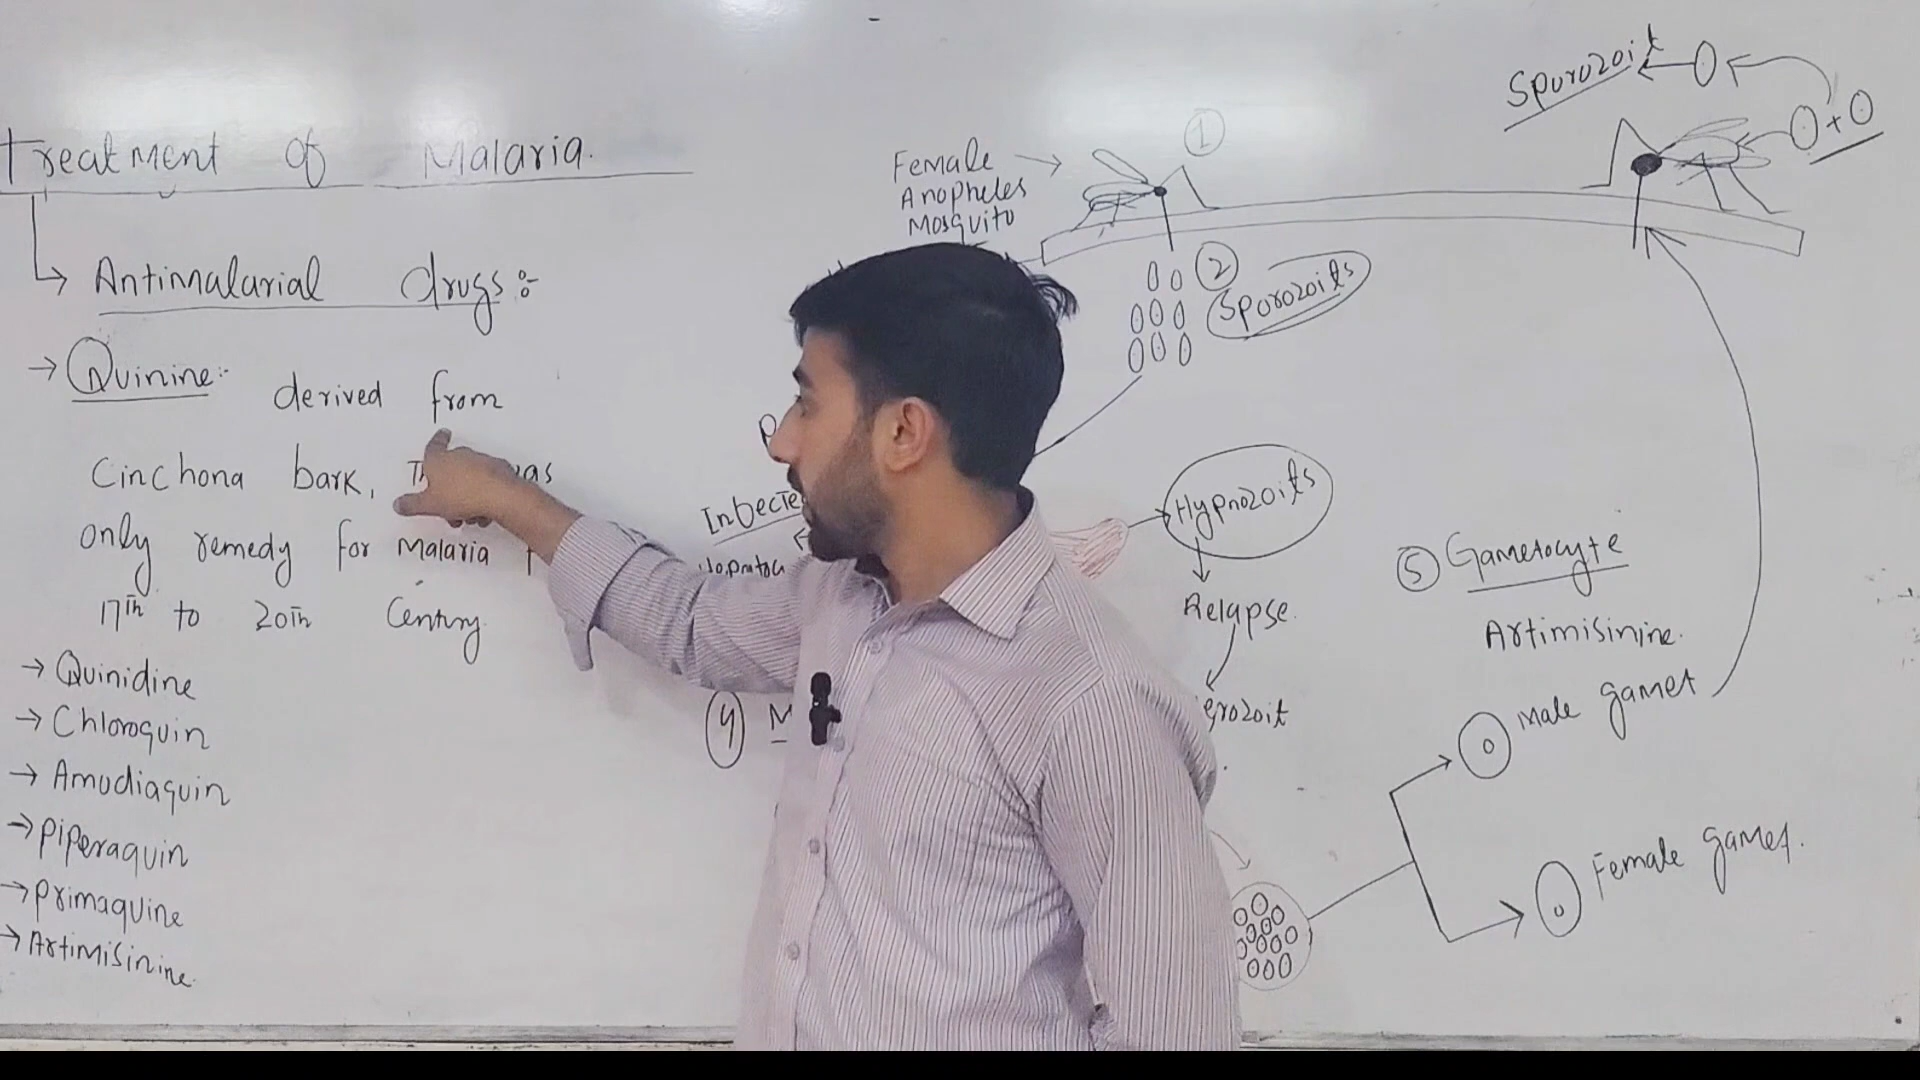 Treatment of Malaria.
Antimalarial drugs:-
→ Quinine:- derived from
Cinchona bark, was
only remedy for Malaria
17th to 20th Century.
→ Quinidine
→ Chloroquin
→ Amodiaquin
→ Piperaquin
→ Primaquine
→ Artimisinine.
Female
Anopheles
Mosquito
1
2
Sporozoits
Sporozoit
0+0
Hypnozoits
Relapse.
4 M
5 Gametocyte
Artimisinine.
Male gamet
Female gamet.